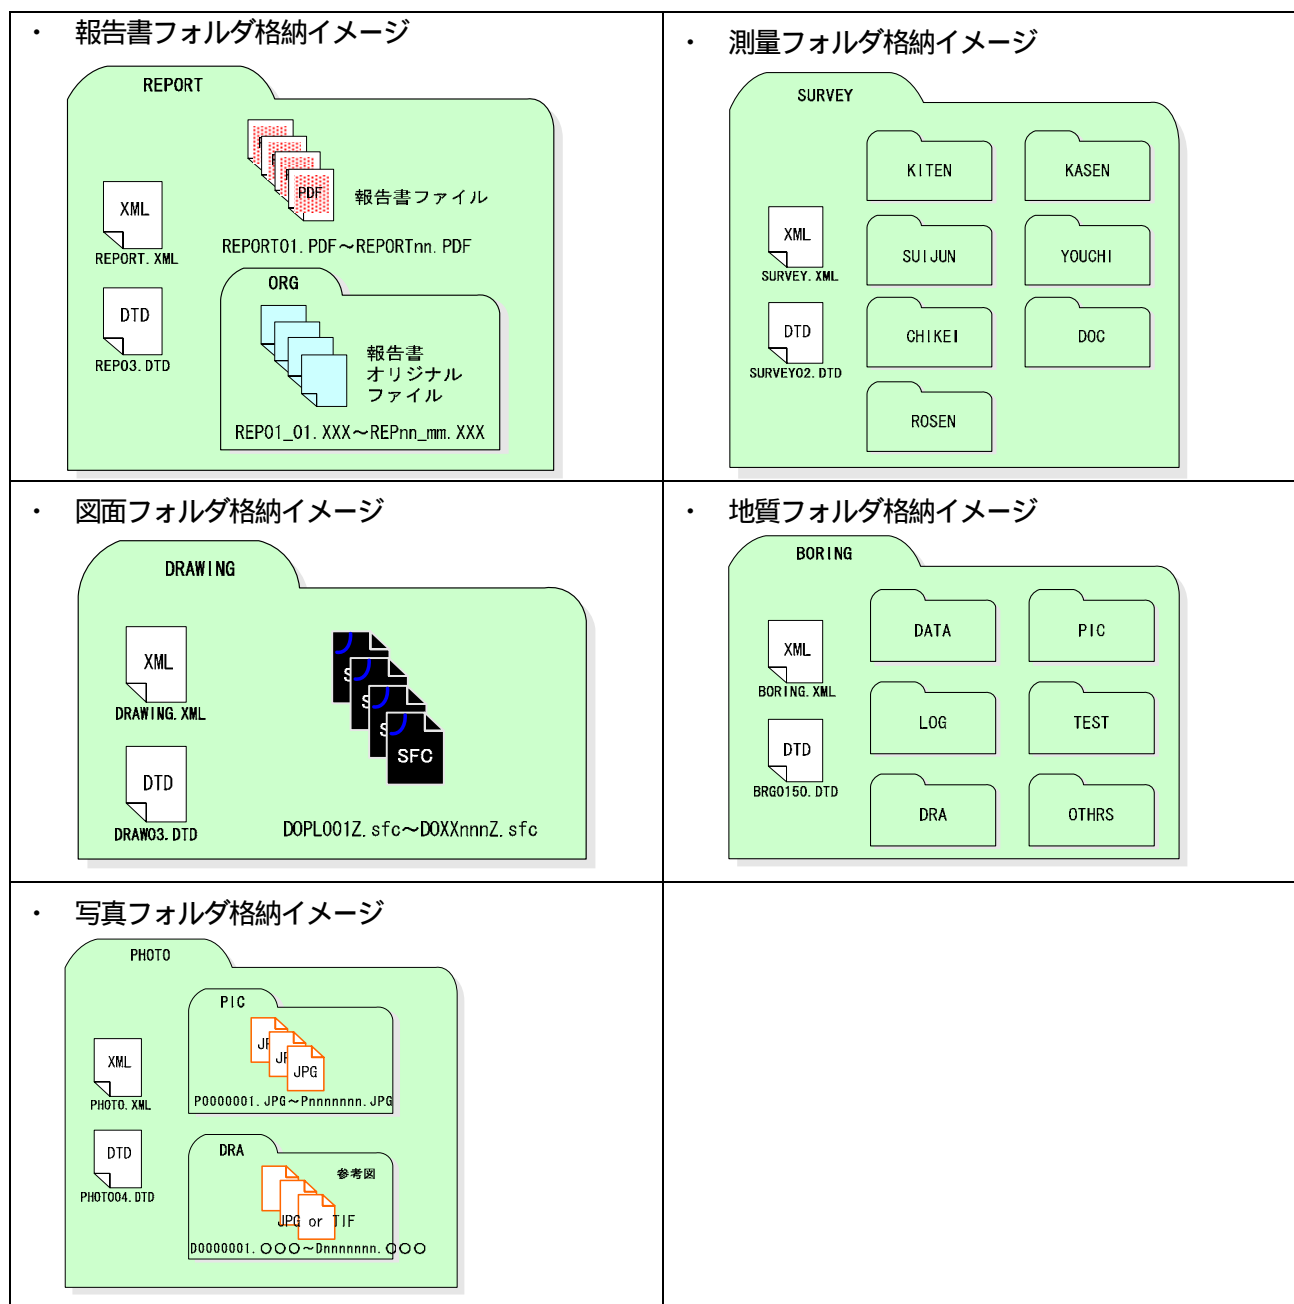 ・ 報告書フォルダ格納イメージ
REPORT
PDF
報告書ファイル
XML
REPORT.XML
REPORT01.PDF～REPORTnn.PDF
DTD
REP03.DTD
ORG
報告書
オリジナル
ファイル
REP01_01.XXX～REPnn_mm.XXX
・ 測量フォルダ格納イメージ
SURVEY
KITEN
KASEN
XML
SURVEY.XML
SUIJUN
YOUCHI
DTD
SURVEY02.DTD
CHIKEI
DOC
ROSEN
・ 図面フォルダ格納イメージ
DRAWING
XML
DRAWING.XML
SFC
DTD
DRAW03.DTD
D0PL001Z.sfc～D0XXnnnZ.sfc
・ 地質フォルダ格納イメージ
BORING
DATA
PIC
XML
BORING.XML
LOG
TEST
DTD
BRG0150.DTD
DRA
OTHRS
・ 写真フォルダ格納イメージ
PHOTO
PIC
JPG
XML
PHOTO.XML
P0000001.JPG～Pnnnnnnn.JPG
DTD
PHOTO04.DTD
DRA
参考図
JPG or TIF
D0000001.○○○～Dnnnnnnn.○○○